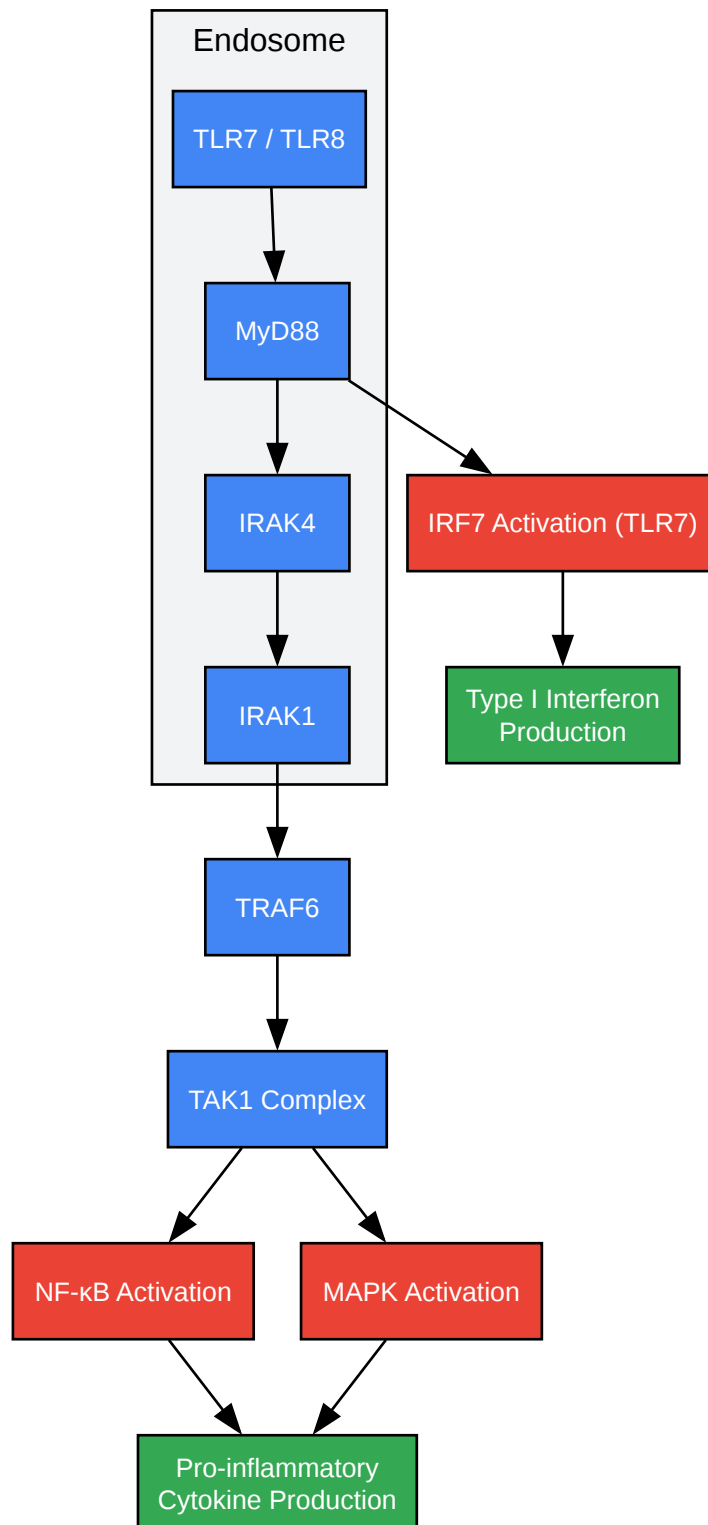 Endosome
TLR7 / TLR8
MyD88
IRAK4
IRF7 Activation (TLR7)
IRAK1
Type I Interferon
Production
TRAF6
TAK1 Complex
NF-κB Activation
MAPK Activation
Pro-inflammatory
Cytokine Production